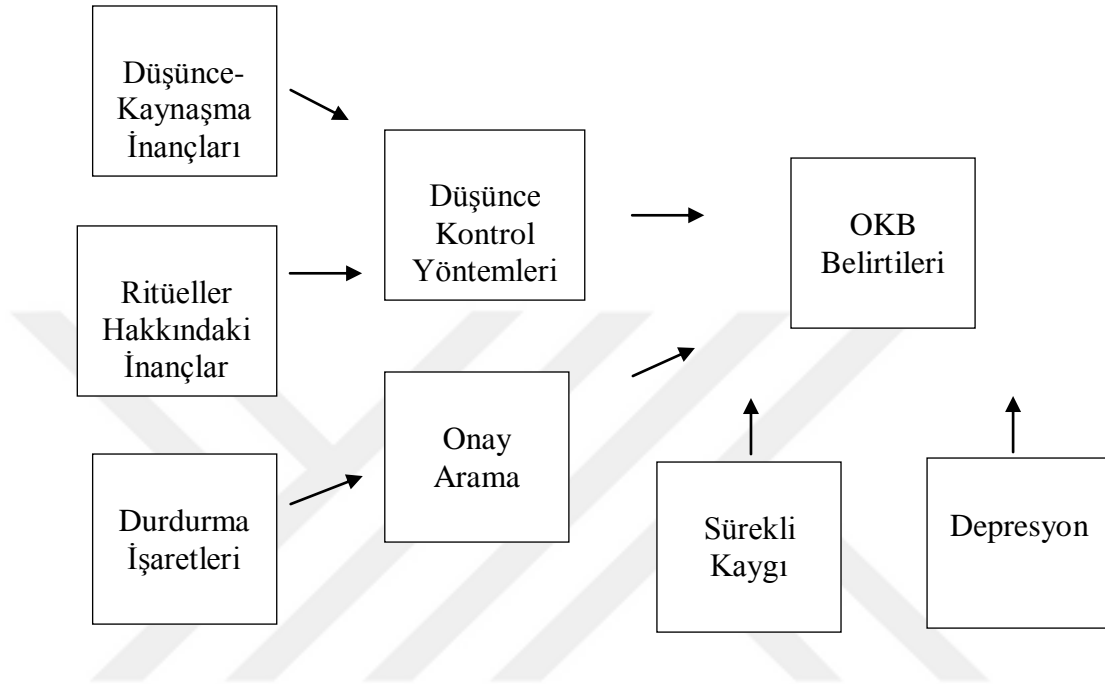 Düşünce-
Kaynaşma
İnançları
Düşünce
Kontrol
Yöntemleri
OKB
Belirtileri
Ritüeller
Hakkındaki
İnançlar
Onay
Arama
Durdurma
İşaretleri
Sürekli
Kaygı
Depresyon